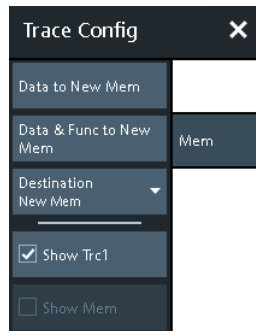 Trace Config
Data to New Mem
Data & Func to New
Mem
Mem
Destination
New Mem
Show Trc1
Show Mem